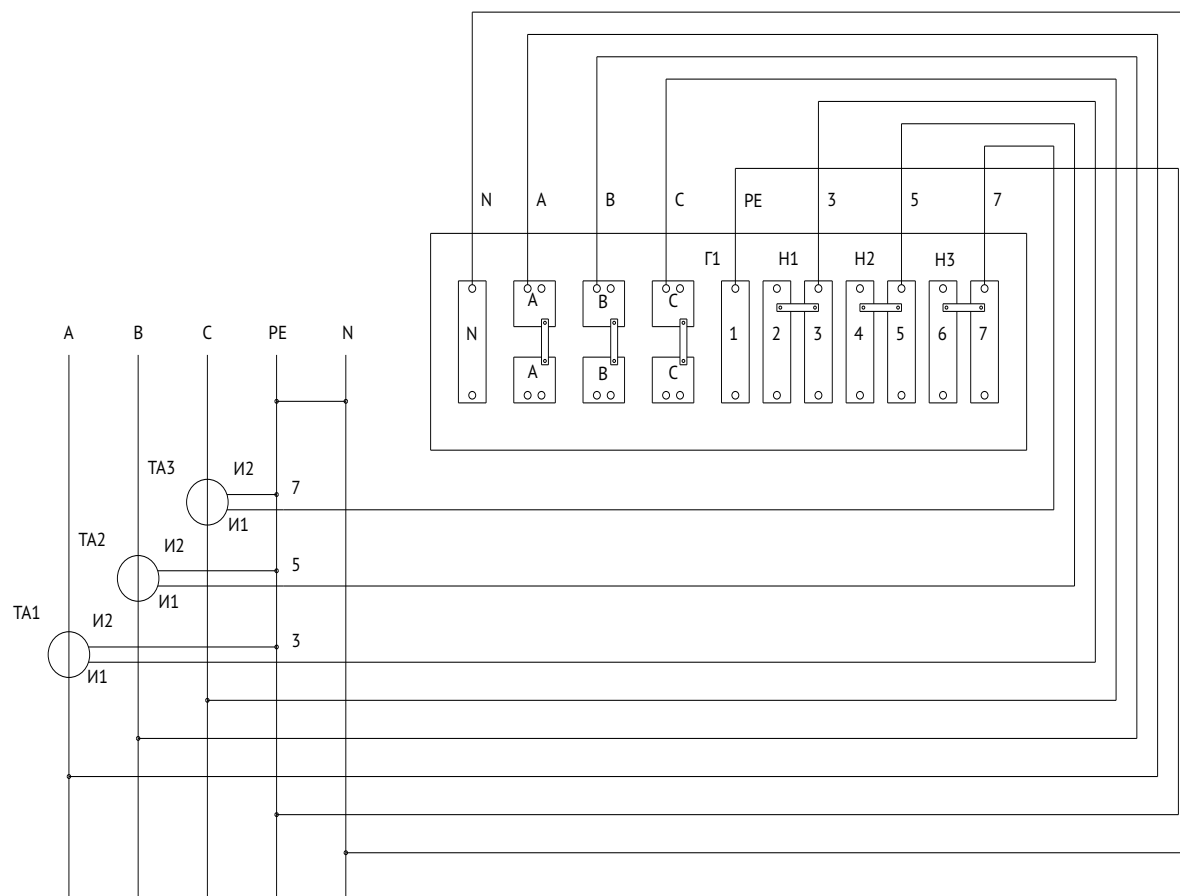 N A B C PE 3 5 7
Г1 Н1 Н2 Н3
A B C
N 1 2 3 4 5 6 7
A B C PE N
A B C
ТА3 И2 7
И1
ТА2 И2 5
И1
ТА1 И2 3
И1